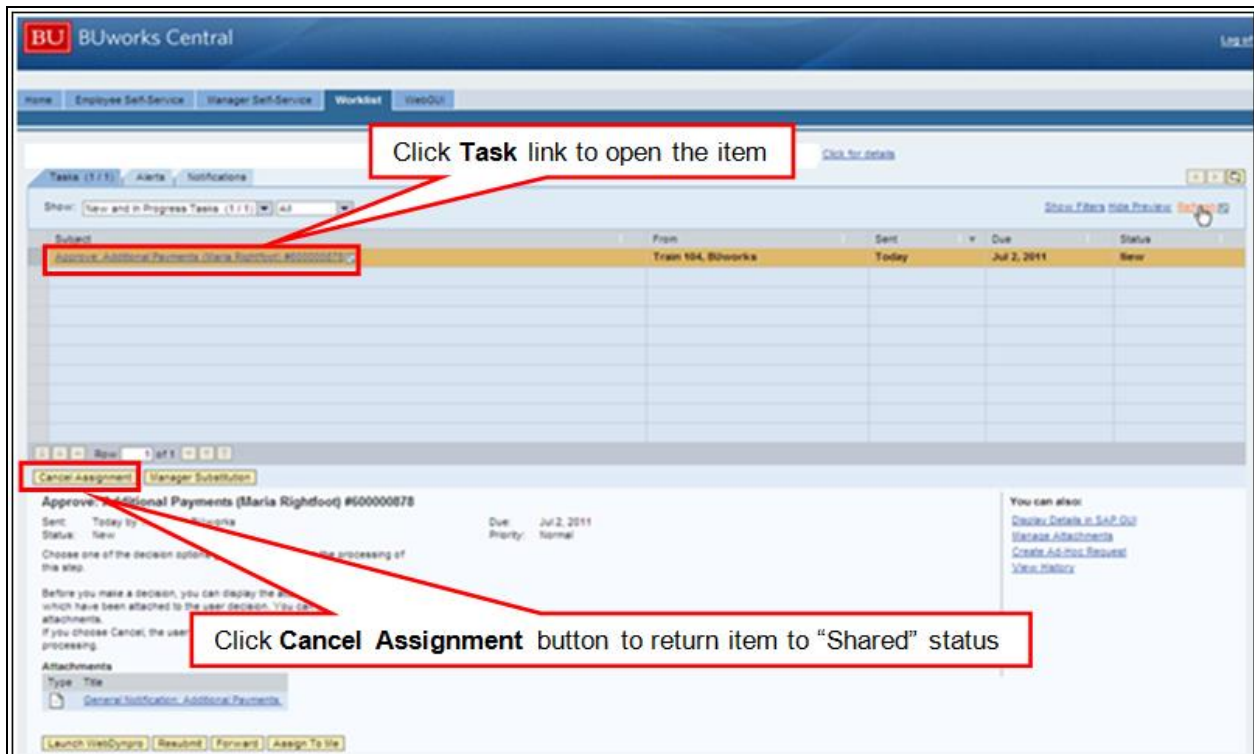 BU BUworks Central
Log of
Home Employee Self-Service Manager Self-Service Worklist WebGUI
Click Task link to open the item
Click for details
Tasks (1 / 1) Alerts Notifications
Show: New and in Progress Tasks (1 / 1) All Show Filters Hide Preview Refresh
Subject From Sent Due Status
Approve: Additional Payments (Maria Rightfoot) #600000878 Train 104, BUworks Today Jul 2, 2011 New
Row 1 of 1
Cancel Assignment Manager Substitution
Approve: Additional Payments (Maria Rightfoot) #600000878
You can also:
Sent: Today by BUworks Due: Jul 2, 2011
Display Details in SAP GUI
Status: New Priority: Normal
Manage Attachments
Choose one of the decision options the processing of
Create Ad-Hoc Request
this step.
View History
Before you make a decision, you can display the
which have been attached to the user decision. You can
attachments.
If you choose Cancel, the user
processing.
Click Cancel Assignment button to return item to “Shared” status
Attachments
Type Title
General Notification: Additional Payments.
Launch WebDynpro Resubmit Forward Assign To Me